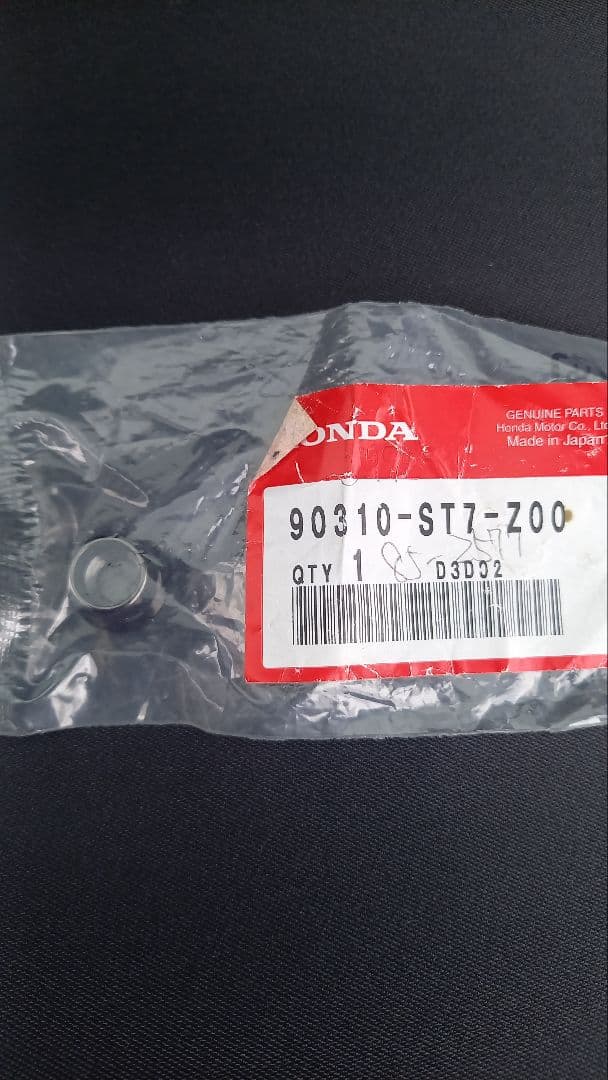 HONDA
GENUINE PARTS
Honda Motor Co., Ltd
Made in Japan
90310-ST7-Z00
QTY 1 D3D32